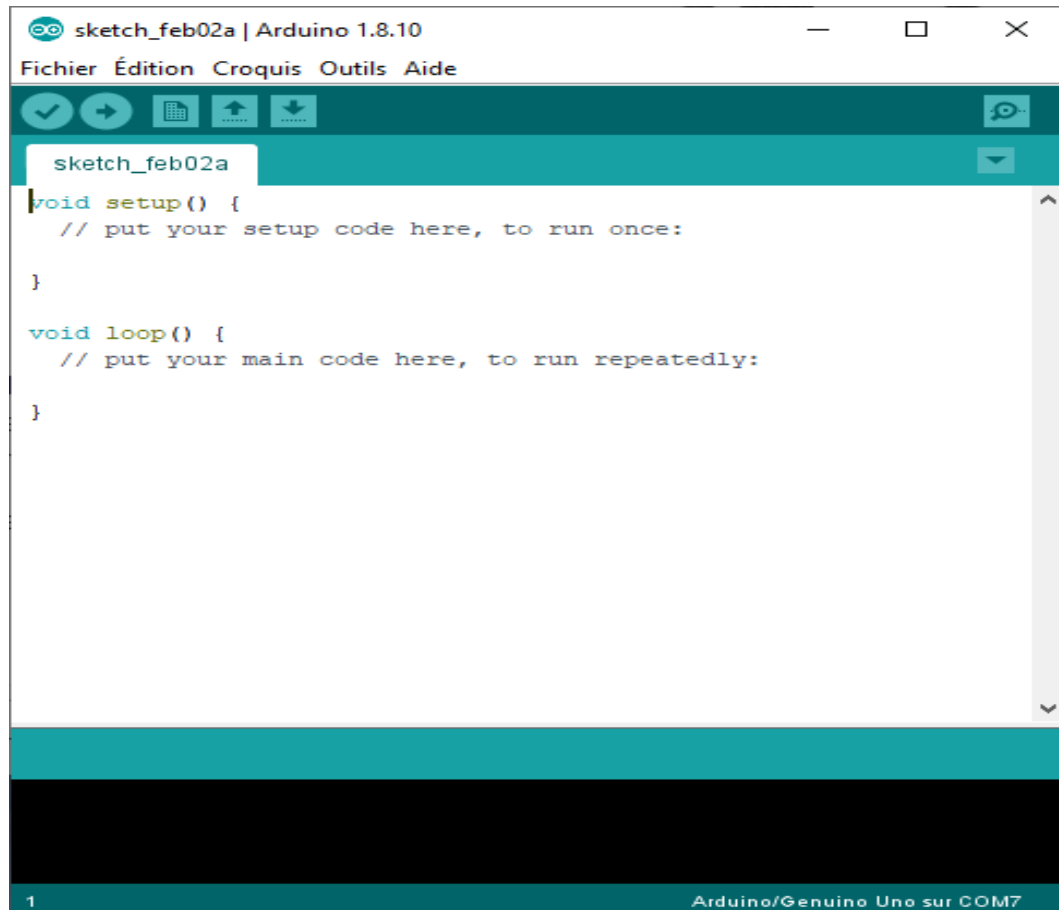 sketch_feb02a | Arduino 1.8.10
Fichier Édition Croquis Outils Aide
sketch_feb02a
void setup() {
  // put your setup code here, to run once:
}
void loop() {
  // put your main code here, to run repeatedly:
}
1 Arduino/Genuino Uno sur COM7